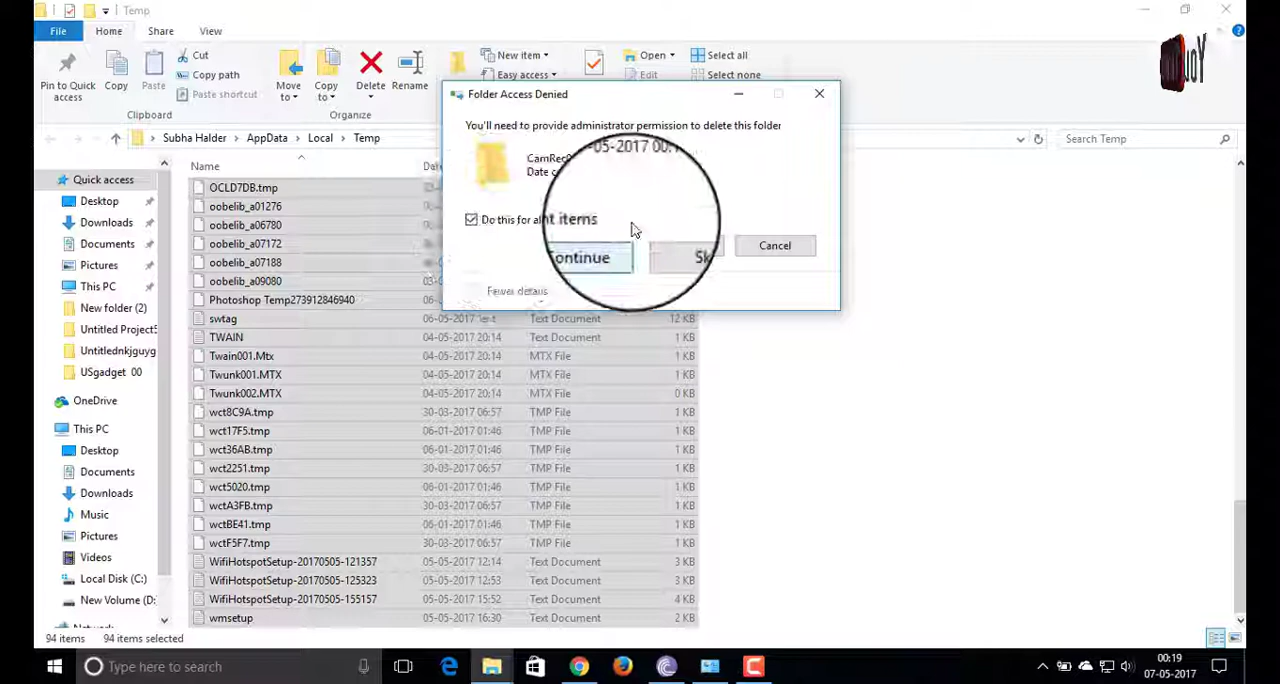 Temp
File Home Share View
Pin to Quick access
Copy
Paste
Cut
Copy path
Paste shortcut
Clipboard
Move to
Copy to
Delete
Rename
Organize
New item
Easy access
Open
Edit
Select all
Select none
Subha Halder > AppData > Local > Temp
Search Temp
Folder Access Denied
You'll need to provide administrator permission to delete this folder
Date
-05-2017
Do this for
items
Continue
Cancel
Fewer details
Quick access
Desktop
Downloads
Documents
Pictures
This PC
New folder (2)
Untitled Project5
Untitlednkjguyg
USgadget 00
OneDrive
This PC
Desktop
Documents
Downloads
Music
Pictures
Videos
Local Disk (C:)
New Volume (D:
Name
OCLD7DB.tmp
oobelib_a01276
oobelib_a06780
oobelib_a07172
oobelib_a07188
oobelib_a09080
Photoshop Temp273912846940
swtag 06-05-2017 Text Document 12 KB
TWAIN 04-05-2017 20:14 Text Document 1 KB
Twain001.Mtx 04-05-2017 20:14 MTX File 1 KB
Twunk001.MTX 04-05-2017 20:14 MTX File 1 KB
Twunk002.MTX 04-05-2017 20:14 MTX File 0 KB
wct8C9A.tmp 30-03-2017 06:57 TMP File 1 KB
wct17F5.tmp 06-01-2017 01:46 TMP File 1 KB
wct36AB.tmp 06-01-2017 01:46 TMP File 1 KB
wct2251.tmp 30-03-2017 06:57 TMP File 1 KB
wct5020.tmp 06-01-2017 01:46 TMP File 1 KB
wctA3FB.tmp 30-03-2017 06:57 TMP File 1 KB
wctBE41.tmp 06-01-2017 01:46 TMP File 1 KB
wctF5F7.tmp 30-03-2017 06:57 TMP File 1 KB
WifiHotspotSetup-20170505-121357 05-05-2017 12:14 Text Document 3 KB
WifiHotspotSetup-20170505-125323 05-05-2017 12:53 Text Document 3 KB
WifiHotspotSetup-20170505-155157 05-05-2017 15:52 Text Document 4 KB
wmsetup 05-05-2017 16:30 Text Document 2 KB
94 items 94 items selected
Type here to search
00:19
07-05-2017